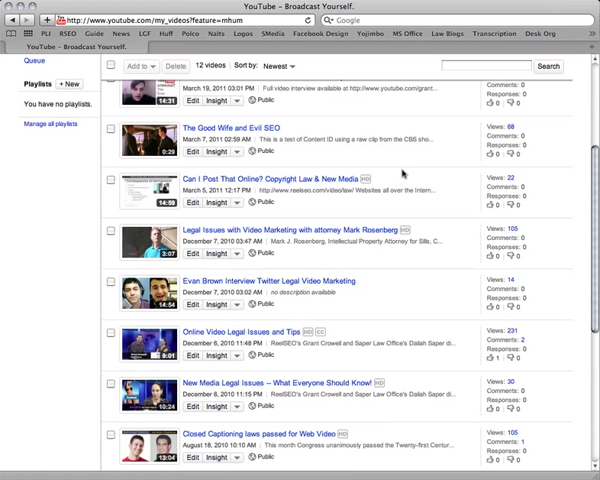 YouTube – Broadcast Yourself.
http://www.youtube.com/my_videos?feature=mhum
Google
Guide RSEO News LGF Huff Polco Nalts Logos SMedia Facebook Design Yojimbo MS Office Law Blogs Transcription Desk Org
YouTube – Broadcast Yourself.
Queue
Playlists + New
You have no playlists.
Manage all playlists
Add to Delete 12 videos Sort by: Newest Search
14:31
March 19, 2011 03:01 PM | Full video interview available at http://www.youtube.com/grant...
Edit Insight Public
Comments: 0
Responses: 0
0 0
0:29
The Good Wife and Evil SEO
March 7, 2011 02:59 AM | This is a test of Content ID using a raw clip from the CBS sho...
Edit Insight Public
Views: 68
Comments: 0
Responses: 0
0 0
14:59
Can I Post That Online? Copyright Law & New Media HD
March 5, 2011 12:17 PM | http://www.reelseo.com/video/law/ Websites all over the Intern...
Edit Insight Public
Views: 22
Comments: 0
Responses: 0
0 0
3:07
Legal Issues with Video Marketing with attorney Mark Rosenberg HD
December 7, 2010 03:47 AM | Mark J. Rosenberg, Intellectual Property Attorney for Sills, C...
Edit Insight Public
Views: 105
Comments: 0
Responses: 0
0 0
14:54
Evan Brown Interview Twitter Legal Video Marketing
December 7, 2010 03:02 AM | no description available
Edit Insight Public
Views: 14
Comments: 0
Responses: 0
0 0
9:01
Online Video Legal Issues and Tips HD CC
December 6, 2010 11:48 PM | ReelSEO's Grant Crowell and Saper Law Office's Daliah Saper di...
Edit Insight Public
Views: 231
Comments: 2
Responses: 0
1 0
10:24
New Media Legal Issues – What Everyone Should Know! HD
December 6, 2010 11:15 PM | ReelSEO's Grant Crowell and Saper Law Office's Daliah Saper di...
Edit Insight Public
Views: 30
Comments: 0
Responses: 0
0 0
13:04
Closed Captioning laws passed for Web Video HD
August 18, 2010 10:10 AM | This month Congress unanimously passed the Twenty-first Centur...
Edit Insight Public
Views: 105
Comments: 1
Responses: 0
0 0